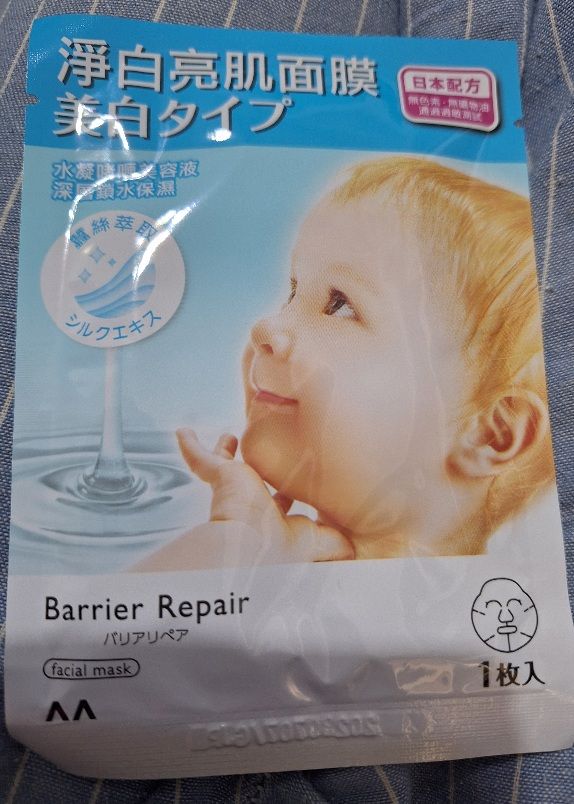 淨白亮肌面膜
美白タイプ
日本配方
無色素·無礦物油
通過過敏測試
水凝咕啾美容液
深層鎖水保濕
蠶絲萃取
シルクエキス
Barrier Repair
バリアリペア
facial mask
1枚入